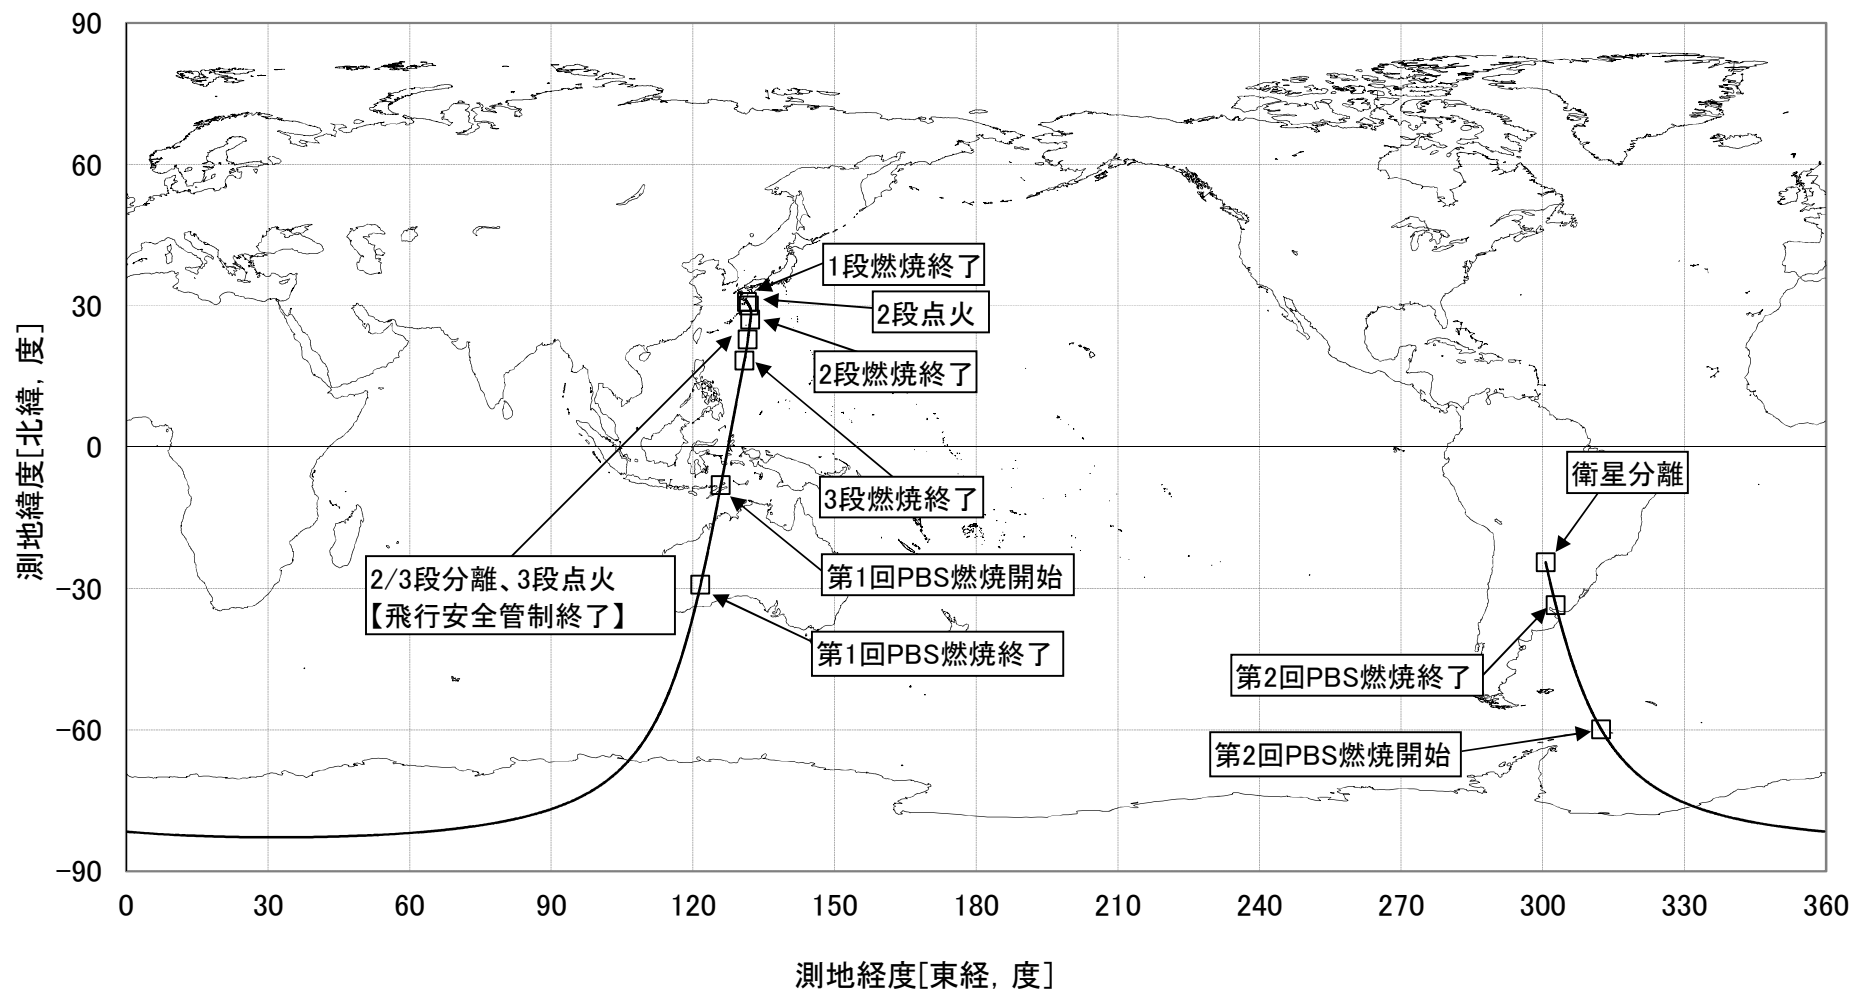 90
60
30
0
-30
-60
-90
測地緯度[北緯, 度]
1段燃焼終了
2段点火
2段燃焼終了
3段燃焼終了
2/3段分離、3段点火
【飛行安全管制終了】
第1回PBS燃焼開始
第1回PBS燃焼終了
衛星分離
第2回PBS燃焼終了
第2回PBS燃焼開始
0 30 60 90 120 150 180 210 240 270 300 330 360
測地経度[東経, 度]